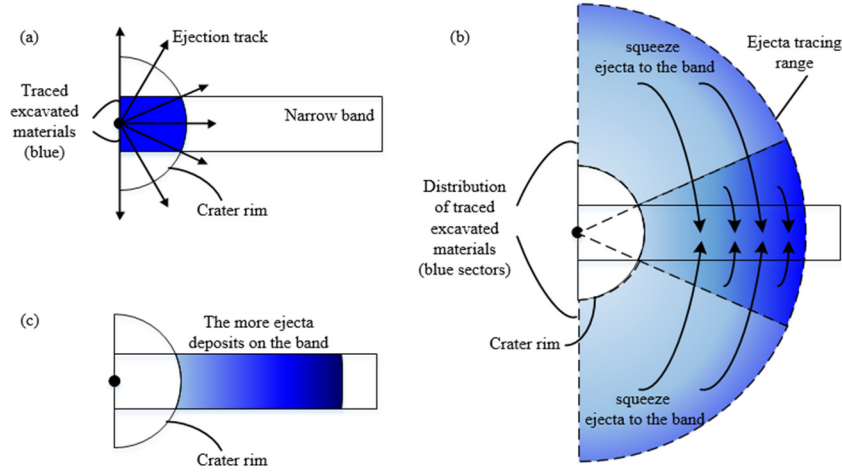 (a)
Ejection track
Traced
excavated
materials
(blue)
Narrow band
Crater rim
(b)
squeeze
ejecta to the band
Ejecta tracing
range
Distribution
of traced
excavated
materials
(blue sectors)
Crater rim
squeeze
ejecta to the band
(c)
The more ejecta
deposits on the band
Crater rim